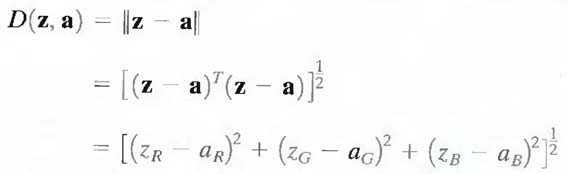 D(z, a) = ‖z − a‖
= [(z − a)ᵀ(z − a)]^{1/2}
= [(z_R − a_R)² + (z_G − a_G)² + (z_B − a_B)²]^{1/2}